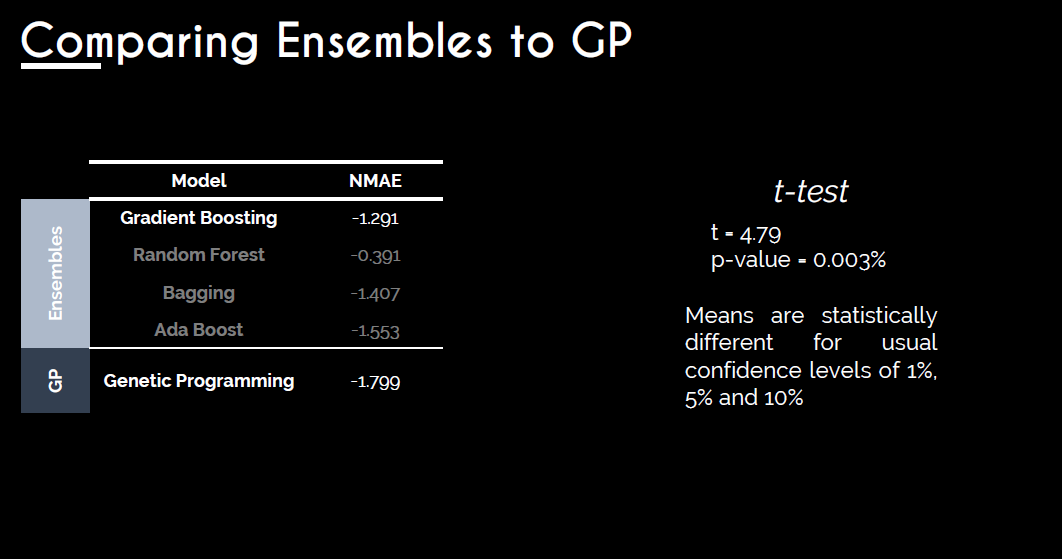 Comparing Ensembles to GP
Model NMAE
Ensembles
Gradient Boosting -1.291
Random Forest -0.391
Bagging -1.407
Ada Boost -1.553
GP
Genetic Programming -1.799
t-test
t = 4.79
p-value = 0.003%
Means are statistically
different for usual
confidence levels of 1%,
5% and 10%